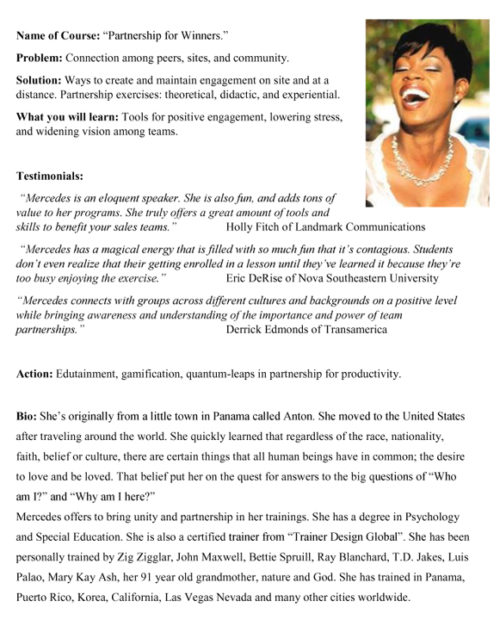 Name of Course: “Partnership for Winners.”
Problem: Connection among peers, sites, and community.
Solution: Ways to create and maintain engagement on site and at a
distance. Partnership exercises: theoretical, didactic, and experiential.
What you will learn: Tools for positive engagement, lowering stress,
and widening vision among teams.
Testimonials:
“Mercedes is an eloquent speaker. She is also fun, and adds tons of
value to her programs. She truly offers a great amount of tools and
skills to benefit your sales teams.” Holly Fitch of Landmark Communications
“Mercedes has a magical energy that is filled with so much fun that it’s contagious. Students
don’t even realize that their getting enrolled in a lesson until they’ve learned it because they’re
too busy enjoying the exercise.” Eric DeRise of Nova Southeastern University
“Mercedes connects with groups across different cultures and backgrounds on a positive level
while bringing awareness and understanding of the importance and power of team
partnerships.” Derrick Edmonds of Transamerica
Action: Edutainment, gamification, quantum-leaps in partnership for productivity.
Bio: She’s originally from a little town in Panama called Anton. She moved to the United States
after traveling around the world. She quickly learned that regardless of the race, nationality,
faith, belief or culture, there are certain things that all human beings have in common; the desire
to love and be loved. That belief put her on the quest for answers to the big questions of “Who
am I?” and “Why am I here?”
Mercedes offers to bring unity and partnership in her trainings. She has a degree in Psychology
and Special Education. She is also a certified trainer from “Trainer Design Global”. She has been
personally trained by Zig Zigglar, John Maxwell, Bettie Spruill, Ray Blanchard, T.D. Jakes, Luis
Palao, Mary Kay Ash, her 91 year old grandmother, nature and God. She has trained in Panama,
Puerto Rico, Korea, California, Las Vegas Nevada and many other cities worldwide.